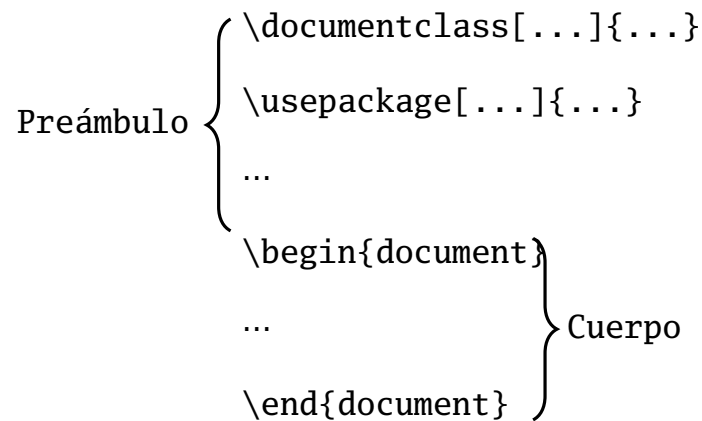 \documentclass[...]{...}
\usepackage[...]{...}
Preámbulo
...
\begin{document}
...
Cuerpo
\end{document}